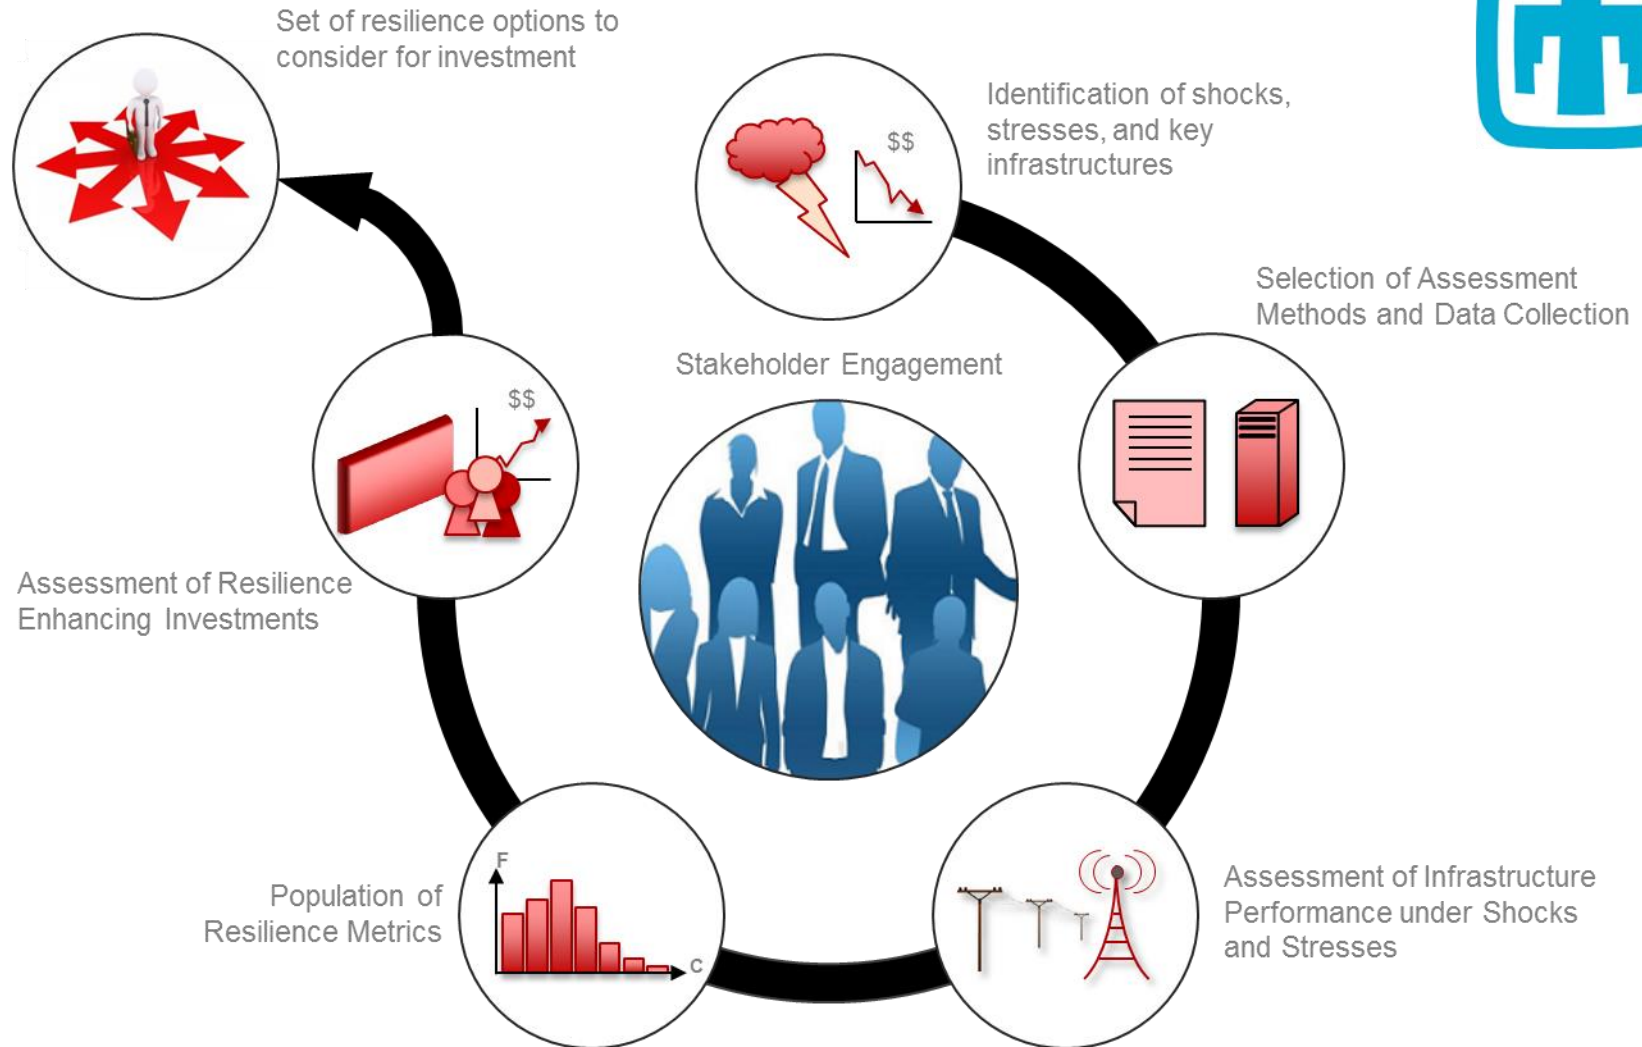 Set of resilience options to
consider for investment
Identification of shocks,
stresses, and key
infrastructures
$$
Selection of Assessment
Methods and Data Collection
Stakeholder Engagement
$$
Assessment of Resilience
Enhancing Investments
Population of
Resilience Metrics
F
C
Assessment of Infrastructure
Performance under Shocks
and Stresses